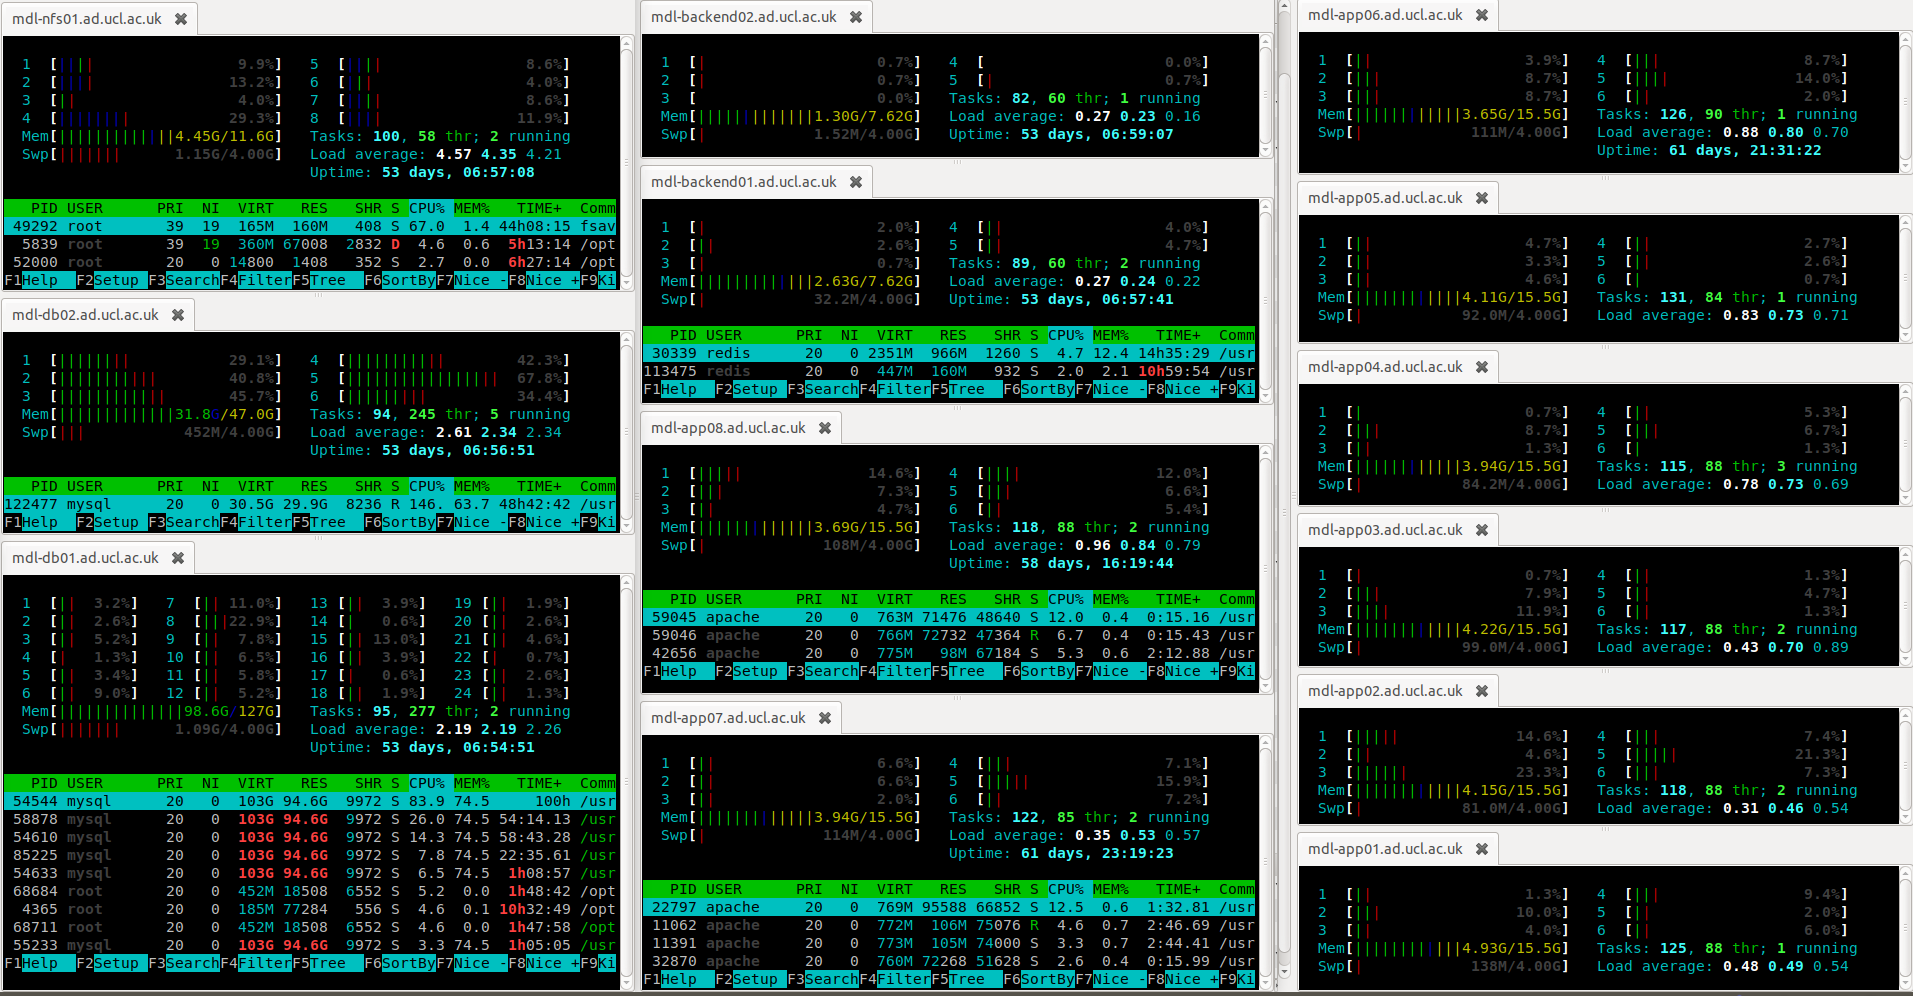 mdl-nfs01.ad.ucl.ac.uk ✖
1 [|||| 9.9%] 5 [|||| 8.6%]
2 [|||| 13.2%] 6 [||| 4.0%]
3 [|| 4.0%] 7 [|||| 8.6%]
4 [|||||||| 29.3%] 8 [|||| 11.9%]
Mem[|||||||||||||4.45G/11.6G] Tasks: 100, 58 thr; 2 running
Swp[||||||| 1.15G/4.00G] Load average: 4.57 4.35 4.21
Uptime: 53 days, 06:57:08
PID USER PRI NI VIRT RES SHR S CPU% MEM% TIME+ Comm
49292 root 39 19 165M 160M 408 S 67.0 1.4 44h08:15 fsav
5839 root 39 19 360M 67008 2832 D 4.6 0.6 5h13:14 /opt
52000 root 20 0 14800 1408 352 S 2.7 0.0 6h27:14 /opt
F1Help F2Setup F3SearchF4FilterF5Tree F6SortByF7Nice -F8Nice +F9Ki
mdl-db02.ad.ucl.ac.uk ✖
1 [|||||||| 29.1%] 4 [||||||||||| 42.3%]
2 [||||||||||| 40.8%] 5 [||||||||||||||||| 67.8%]
3 [|||||||||||| 45.7%] 6 [||||||||| 34.4%]
Mem[|||||||||||||31.8G/47.0G] Tasks: 94, 245 thr; 5 running
Swp[||| 452M/4.00G] Load average: 2.61 2.34 2.34
Uptime: 53 days, 06:56:51
PID USER PRI NI VIRT RES SHR S CPU% MEM% TIME+ Comm
122477 mysql 20 0 30.5G 29.9G 8236 R 146. 63.7 48h42:42 /usr
F1Help F2Setup F3SearchF4FilterF5Tree F6SortByF7Nice -F8Nice +F9Ki
mdl-db01.ad.ucl.ac.uk ✖
1 [|| 3.2%] 7 [|| 11.0%] 13 [|| 3.9%] 19 [|| 1.9%]
2 [|| 2.6%] 8 [|||22.9%] 14 [| 0.6%] 20 [|| 2.6%]
3 [|| 5.2%] 9 [|| 7.8%] 15 [|| 13.0%] 21 [|| 4.6%]
4 [| 1.3%] 10 [|| 6.5%] 16 [|| 3.9%] 22 [| 0.7%]
5 [|| 3.4%] 11 [|| 5.8%] 17 [| 0.6%] 23 [|| 2.6%]
6 [|| 9.0%] 12 [|| 5.2%] 18 [|| 1.9%] 24 [|| 1.3%]
Mem[||||||||||||||98.6G/127G] Tasks: 95, 277 thr; 2 running
Swp[||||||| 1.09G/4.00G] Load average: 2.19 2.19 2.26
Uptime: 53 days, 06:54:51
PID USER PRI NI VIRT RES SHR S CPU% MEM% TIME+ Comm
54544 mysql 20 0 103G 94.6G 9972 S 83.9 74.5 100h /usr
58878 mysql 20 0 103G 94.6G 9972 S 26.0 74.5 54:14.13 /usr
54610 mysql 20 0 103G 94.6G 9972 S 14.3 74.5 58:43.28 /usr
85225 mysql 20 0 103G 94.6G 9972 S 7.8 74.5 22:35.61 /usr
54633 mysql 20 0 103G 94.6G 9972 S 6.5 74.5 1h08:57 /usr
68684 root 20 0 452M 18508 6552 S 5.2 0.0 1h48:42 /opt
4365 root 20 0 185M 77284 556 S 4.6 0.1 10h32:49 /opt
68711 root 20 0 452M 18508 6552 S 4.6 0.0 1h47:58 /opt
55233 mysql 20 0 103G 94.6G 9972 S 3.3 74.5 1h05:05 /usr
F1Help F2Setup F3SearchF4FilterF5Tree F6SortByF7Nice -F8Nice +F9Ki
mdl-backend02.ad.ucl.ac.uk ✖
1 [| 0.7%] 4 [ 0.0%]
2 [| 0.7%] 5 [| 0.7%]
3 [ 0.0%] Tasks: 82, 60 thr; 1 running
Mem[|||||||||||||1.30G/7.62G] Load average: 0.27 0.23 0.16
Swp[| 1.52M/4.00G] Uptime: 53 days, 06:59:07
mdl-backend01.ad.ucl.ac.uk ✖
1 [| 2.0%] 4 [|| 4.0%]
2 [|| 2.6%] 5 [|| 4.7%]
3 [| 0.7%] Tasks: 89, 60 thr; 2 running
Mem[|||||||||||||2.63G/7.62G] Load average: 0.27 0.24 0.22
Swp[| 32.2M/4.00G] Uptime: 53 days, 06:57:41
PID USER PRI NI VIRT RES SHR S CPU% MEM% TIME+ Comm
30339 redis 20 0 2351M 966M 1260 S 4.7 12.4 14h35:29 /usr
113475 redis 20 0 447M 160M 932 S 2.0 2.1 10h59:54 /usr
F1Help F2Setup F3SearchF4FilterF5Tree F6SortByF7Nice -F8Nice +F9Ki
mdl-app08.ad.ucl.ac.uk ✖
1 [||||| 14.6%] 4 [|||| 12.0%]
2 [||| 7.3%] 5 [||| 6.6%]
3 [|| 4.7%] 6 [|| 5.4%]
Mem[|||||||||||||3.69G/15.5G] Tasks: 118, 88 thr; 2 running
Swp[| 108M/4.00G] Load average: 0.96 0.84 0.79
Uptime: 58 days, 16:19:44
PID USER PRI NI VIRT RES SHR S CPU% MEM% TIME+ Comm
59045 apache 20 0 763M 71476 48640 S 12.0 0.4 0:15.16 /usr
59046 apache 20 0 766M 72732 47364 R 6.7 0.4 0:15.43 /usr
42656 apache 20 0 775M 98M 67184 S 5.3 0.6 2:12.88 /usr
F1Help F2Setup F3SearchF4FilterF5Tree F6SortByF7Nice -F8Nice +F9Ki
mdl-app07.ad.ucl.ac.uk ✖
1 [|| 6.6%] 4 [||| 7.1%]
2 [|| 6.6%] 5 [||||| 15.9%]
3 [|| 2.0%] 6 [|| 7.2%]
Mem[|||||||||||||3.94G/15.5G] Tasks: 122, 85 thr; 2 running
Swp[| 114M/4.00G] Load average: 0.35 0.53 0.57
Uptime: 61 days, 23:19:23
PID USER PRI NI VIRT RES SHR S CPU% MEM% TIME+ Comm
22797 apache 20 0 769M 95588 66852 S 12.5 0.6 1:32.81 /usr
11062 apache 20 0 772M 106M 75076 R 4.6 0.7 2:46.69 /usr
11391 apache 20 0 773M 105M 74000 S 3.3 0.7 2:44.41 /usr
32870 apache 20 0 760M 72268 51628 S 2.6 0.4 0:15.99 /usr
F1Help F2Setup F3SearchF4FilterF5Tree F6SortByF7Nice -F8Nice +F9Ki
mdl-app06.ad.ucl.ac.uk ✖
1 [|| 3.9%] 4 [||| 8.7%]
2 [||| 8.7%] 5 [|||| 14.0%]
3 [||| 8.7%] 6 [|| 2.0%]
Mem[||||||||||||3.65G/15.5G] Tasks: 126, 90 thr; 1 running
Swp[| 111M/4.00G] Load average: 0.88 0.80 0.70
Uptime: 61 days, 21:31:22
mdl-app05.ad.ucl.ac.uk ✖
1 [|| 4.7%] 4 [|| 2.7%]
2 [|| 3.3%] 5 [|| 2.6%]
3 [|| 4.6%] 6 [| 0.7%]
Mem[||||||||||||4.11G/15.5G] Tasks: 131, 84 thr; 1 running
Swp[| 92.0M/4.00G] Load average: 0.83 0.73 0.71
mdl-app04.ad.ucl.ac.uk ✖
1 [| 0.7%] 4 [|| 5.3%]
2 [||| 8.7%] 5 [||| 6.7%]
3 [|| 1.3%] 6 [| 1.3%]
Mem[||||||||||||3.94G/15.5G] Tasks: 115, 88 thr; 3 running
Swp[| 84.2M/4.00G] Load average: 0.78 0.73 0.69
mdl-app03.ad.ucl.ac.uk ✖
1 [| 0.7%] 4 [|| 1.3%]
2 [||| 7.9%] 5 [|| 4.7%]
3 [|||| 11.9%] 6 [|| 1.3%]
Mem[||||||||||||4.22G/15.5G] Tasks: 117, 88 thr; 2 running
Swp[| 99.0M/4.00G] Load average: 0.43 0.70 0.89
mdl-app02.ad.ucl.ac.uk ✖
1 [||||| 14.6%] 4 [||| 7.4%]
2 [|| 4.6%] 5 [||||| 21.3%]
3 [|||||| 23.3%] 6 [||| 7.3%]
Mem[||||||||||||4.15G/15.5G] Tasks: 118, 88 thr; 2 running
Swp[| 81.0M/4.00G] Load average: 0.31 0.46 0.54
mdl-app01.ad.ucl.ac.uk ✖
1 [|| 1.3%] 4 [||| 9.4%]
2 [||| 10.0%] 5 [|| 2.0%]
3 [|| 4.0%] 6 [|| 6.0%]
Mem[||||||||||||4.93G/15.5G] Tasks: 125, 88 thr; 1 running
Swp[| 138M/4.00G] Load average: 0.48 0.49 0.54